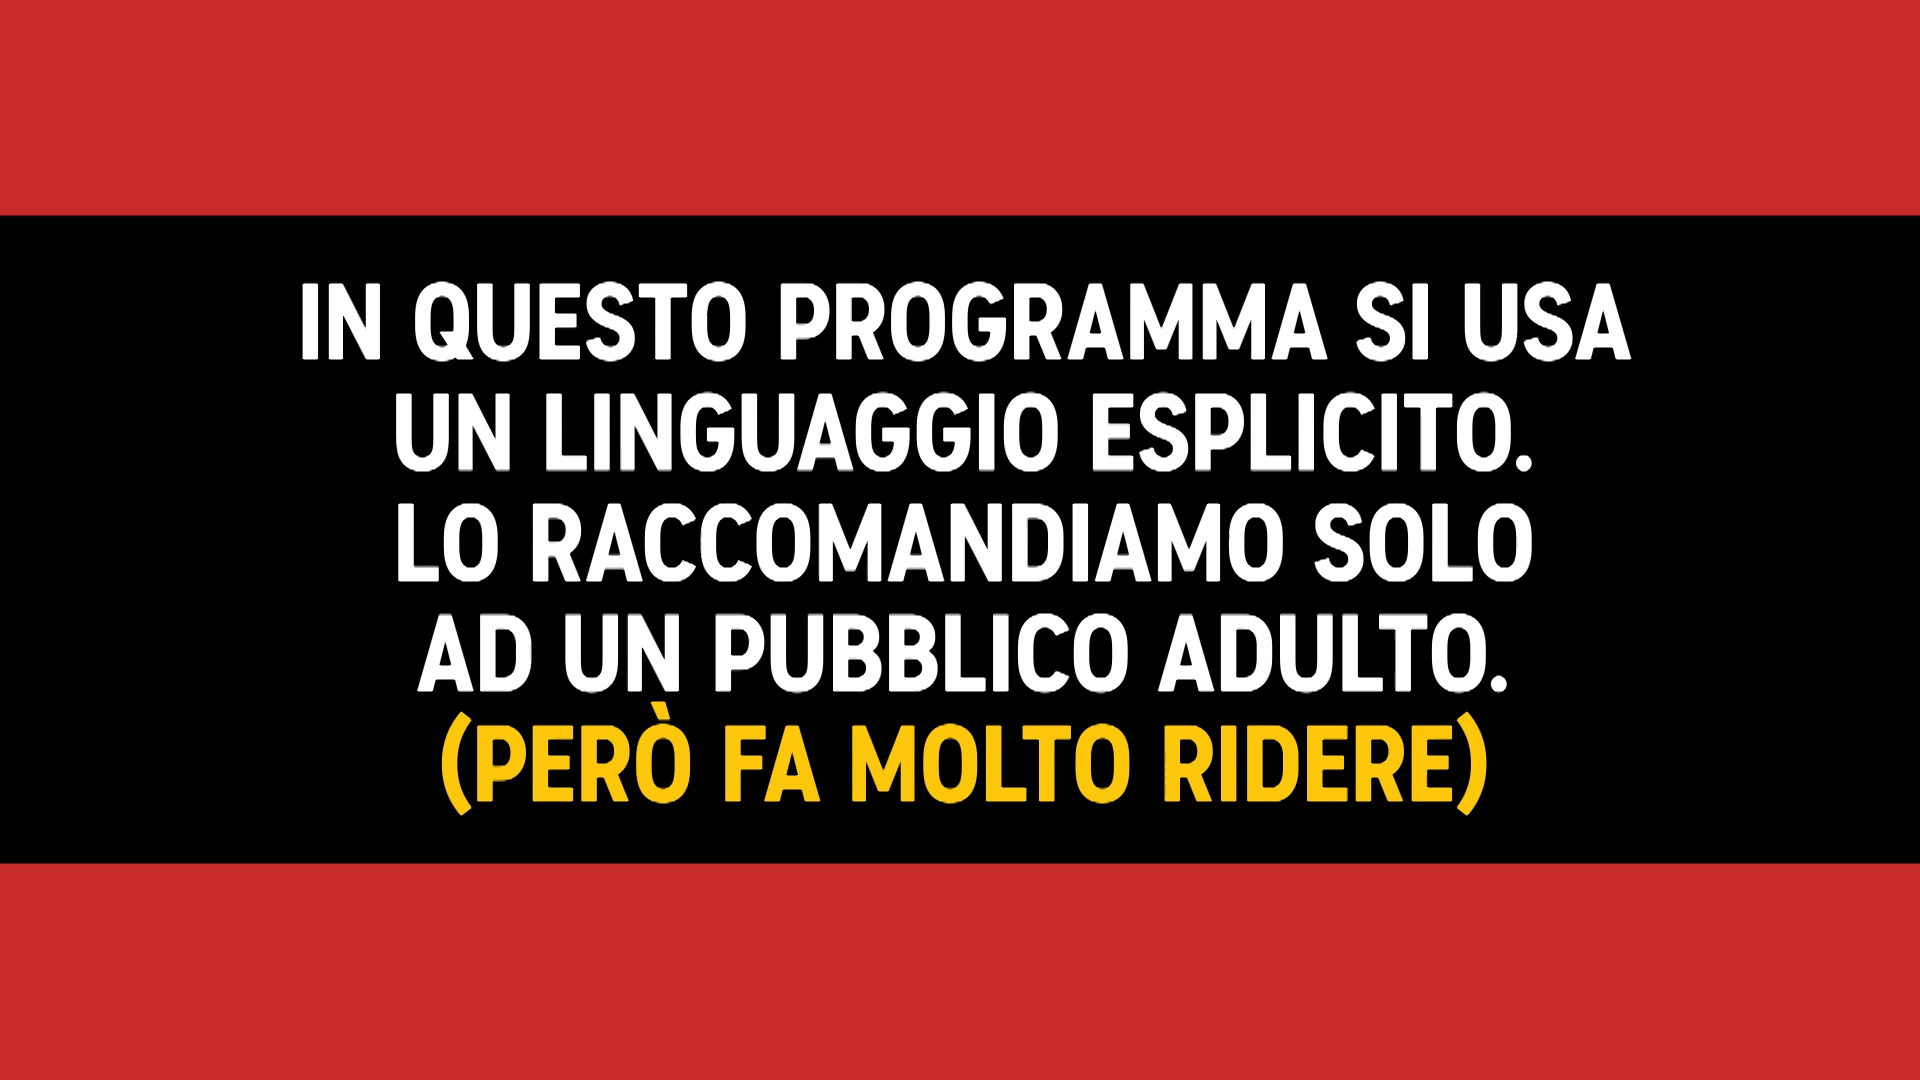 IN QUESTO PROGRAMMA SI USA
UN LINGUAGGIO ESPLICITO.
LO RACCOMANDIAMO SOLO
AD UN PUBBLICO ADULTO.
(PERÒ FA MOLTO RIDERE)